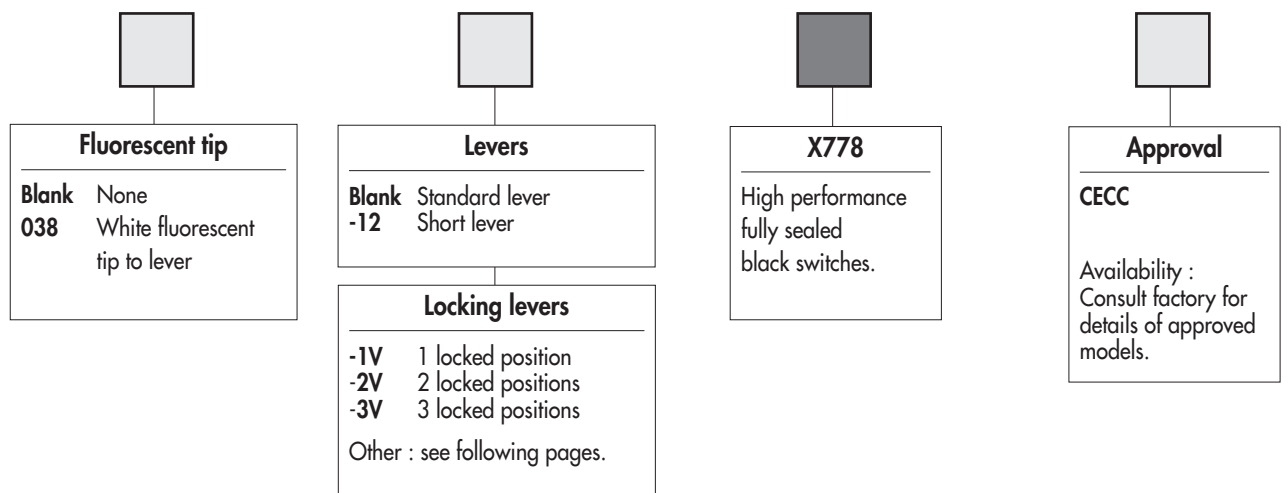 Fluorescent tip
Blank None
038 White fluorescent
tip to lever
Levers
Blank Standard lever
-12 Short lever
Locking levers
-1V 1 locked position
-2V 2 locked positions
-3V 3 locked positions
Other : see following pages.
X778
High performance
fully sealed
black switches.
Approval
CECC
Availability :
Consult factory for
details of approved
models.